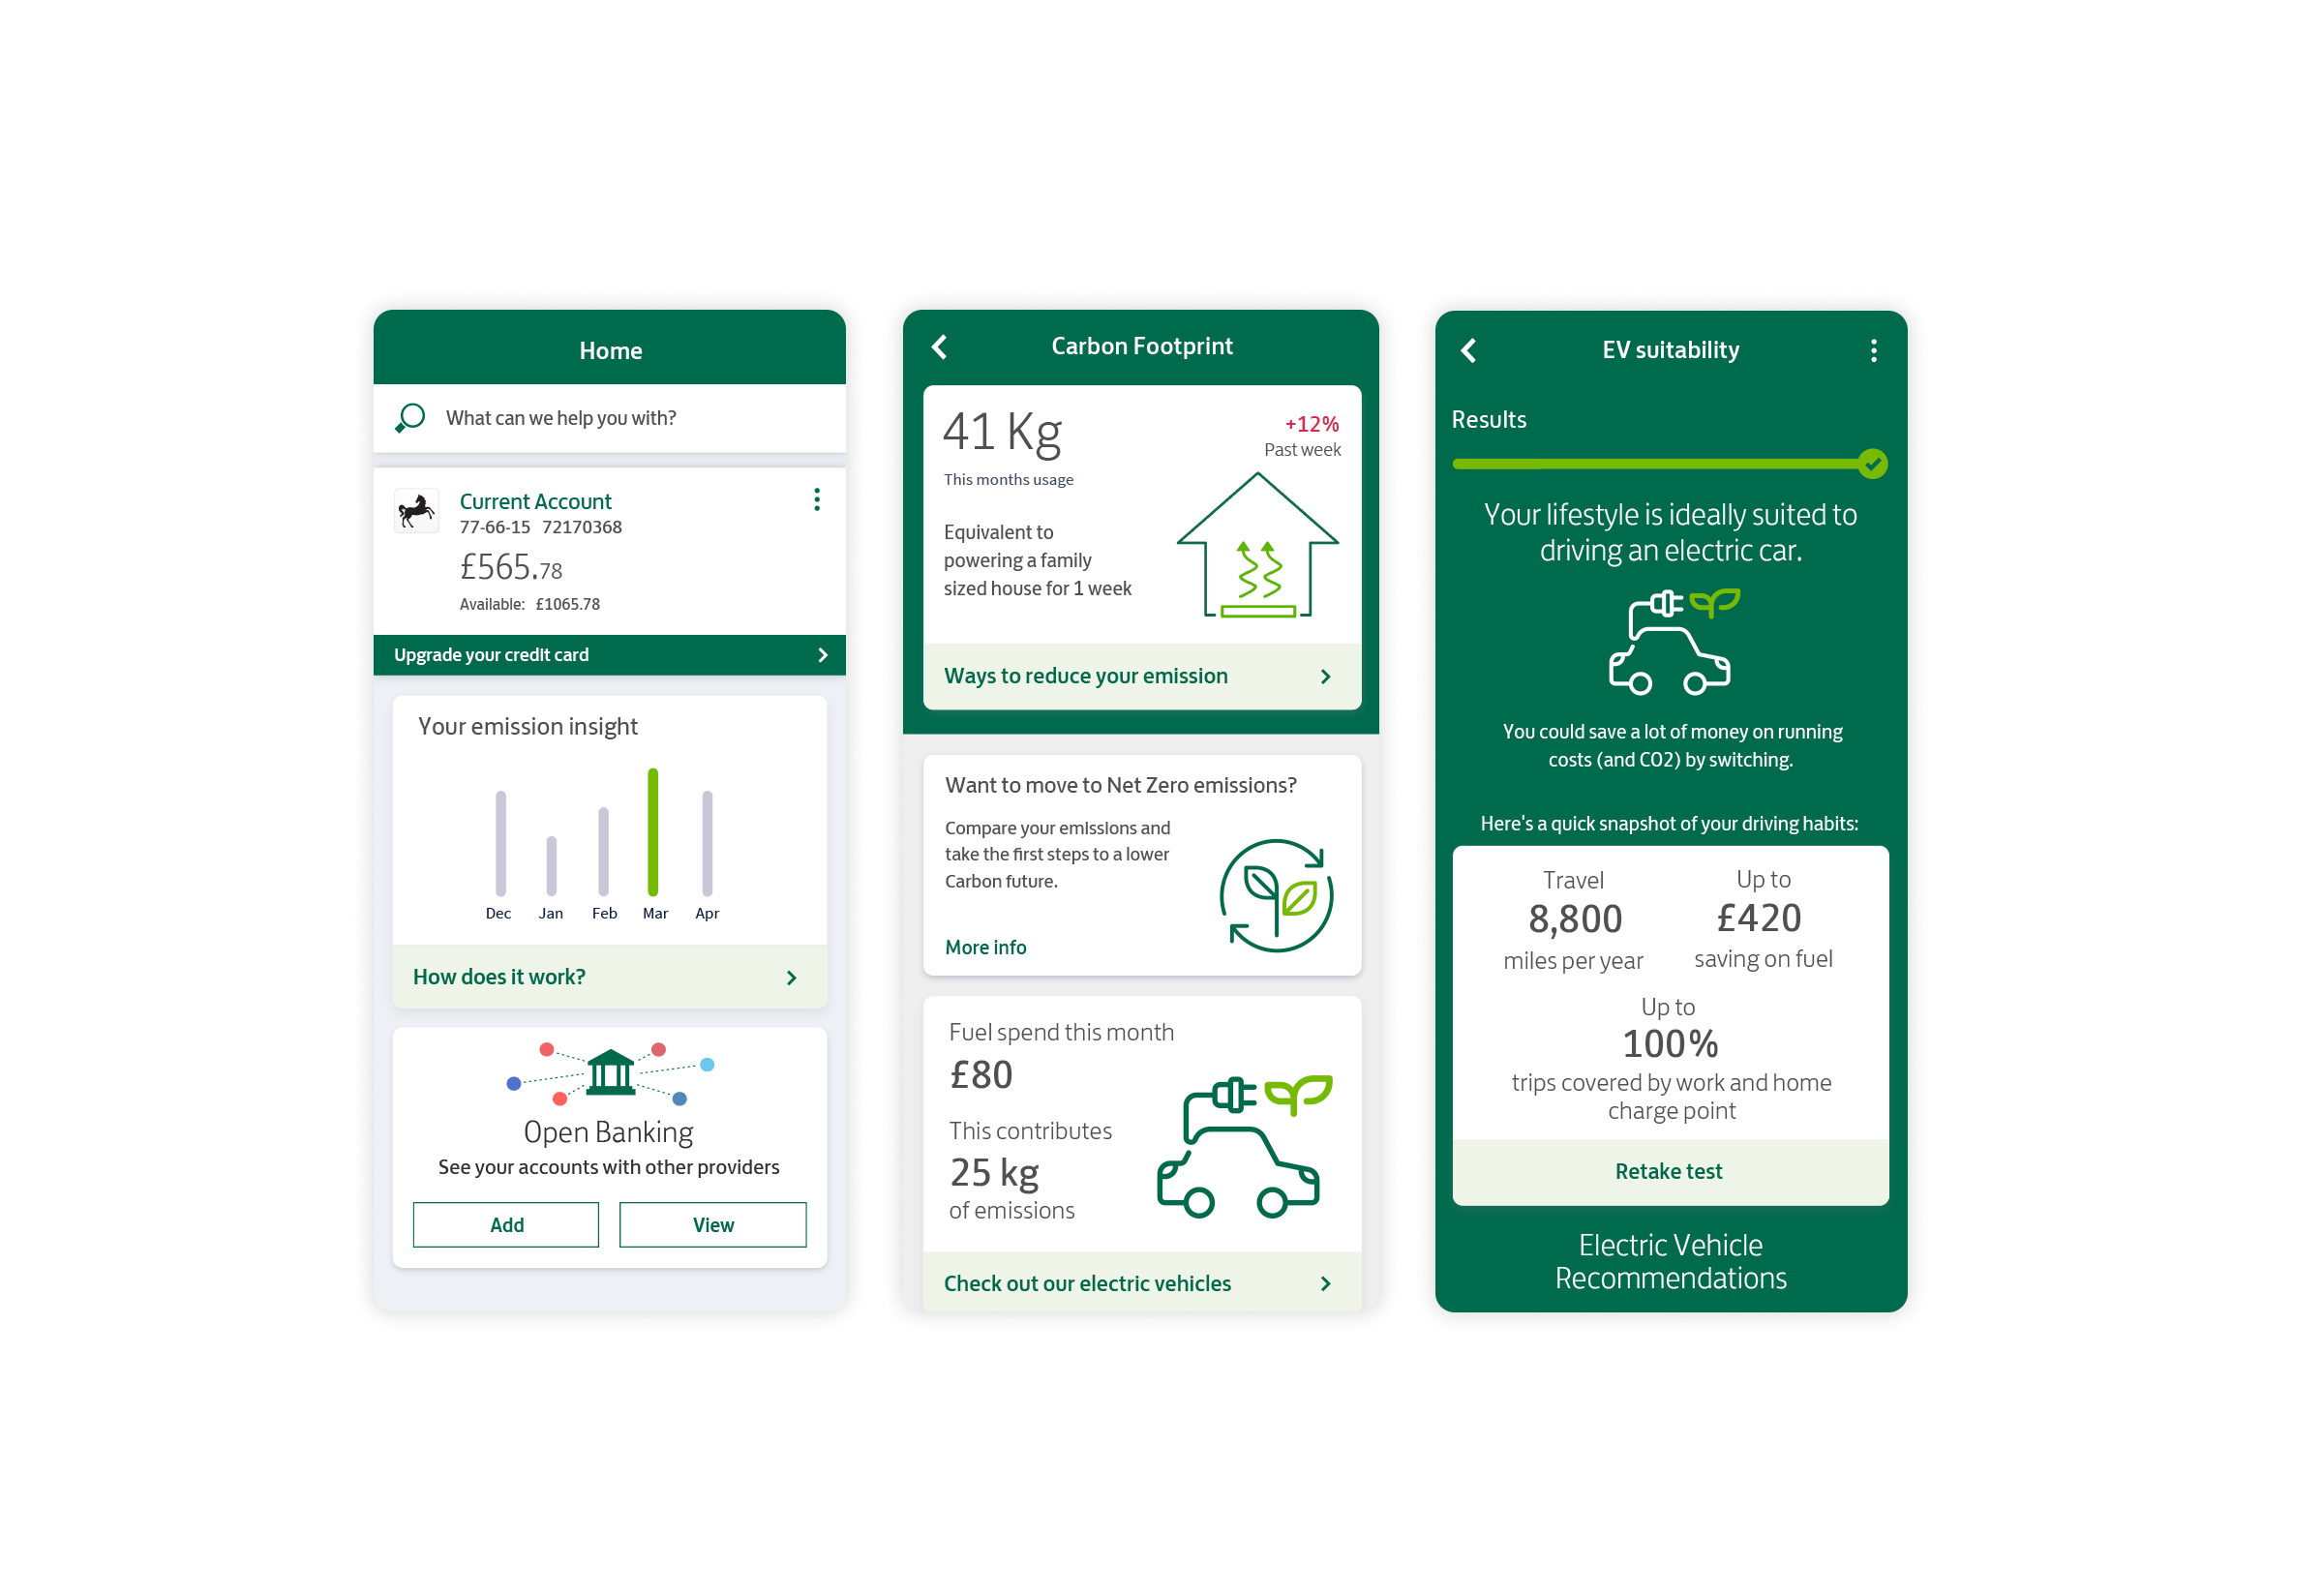 Home
What can we help you with?
Current Account
77-66-15 72170368
£565.78
Available: £1065.78
Upgrade your credit card
Your emission insight
Dec Jan Feb Mar Apr
How does it work?
Open Banking
See your accounts with other providers
Add View
Carbon Footprint
41 Kg
+12%
Past week
This months usage
Equivalent to
powering a family
sized house for 1 week
Ways to reduce your emission
Want to move to Net Zero emissions?
Compare your emissions and
take the first steps to a lower
Carbon future.
More info
Fuel spend this month
£80
This contributes
25 kg
of emissions
Check out our electric vehicles
EV suitability
Results
Your lifestyle is ideally suited to
driving an electric car.
You could save a lot of money on running
costs (and CO2) by switching.
Here's a quick snapshot of your driving habits:
Travel
8,800
miles per year
Up to
£420
saving on fuel
Up to
100%
trips covered by work and home
charge point
Retake test
Electric Vehicle
Recommendations